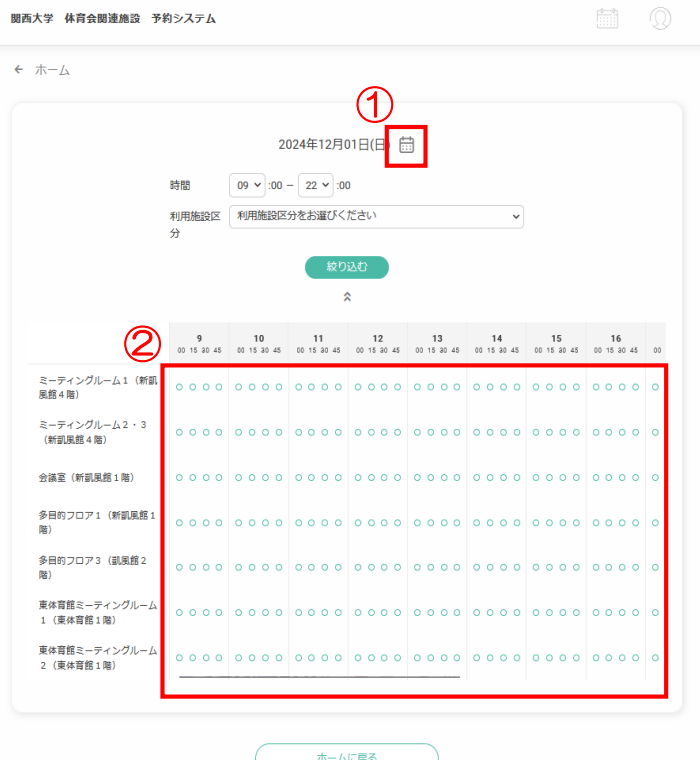 関西大学　体育会関連施設　予約システム
← ホーム
①
2024年12月01日(日)
時間 09 :00 – 22 :00
利用施設区分 利用施設区分をお選びください
絞り込む
②
9 10 11 12 13 14 15 16
00 15 30 45 00 15 30 45 00 15 30 45 00 15 30 45 00 15 30 45 00 15 30 45 00 15 30 45 00 15 30 45 00
ミーティングルーム１（新凱
風館４階）
ミーティングルーム２・３
（新凱風館４階）
会議室（新凱風館１階）
多目的フロア１（新凱風館１
階）
多目的フロア３（凱風館２
階）
東体育館ミーティングルーム
１（東体育館１階）
東体育館ミーティングルーム
２（東体育館１階）
ホームに戻る